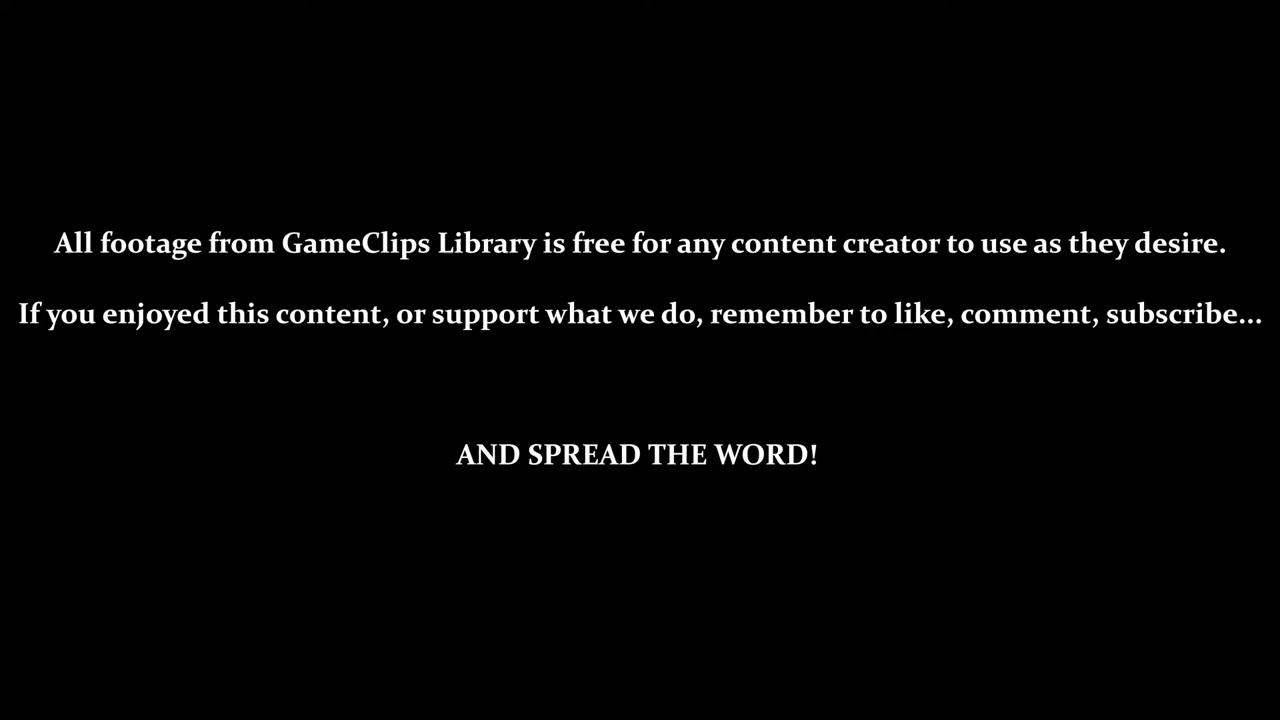 All footage from GameClips Library is free for any content creator to use as they desire.
If you enjoyed this content, or support what we do, remember to like, comment, subscribe...
AND SPREAD THE WORD!